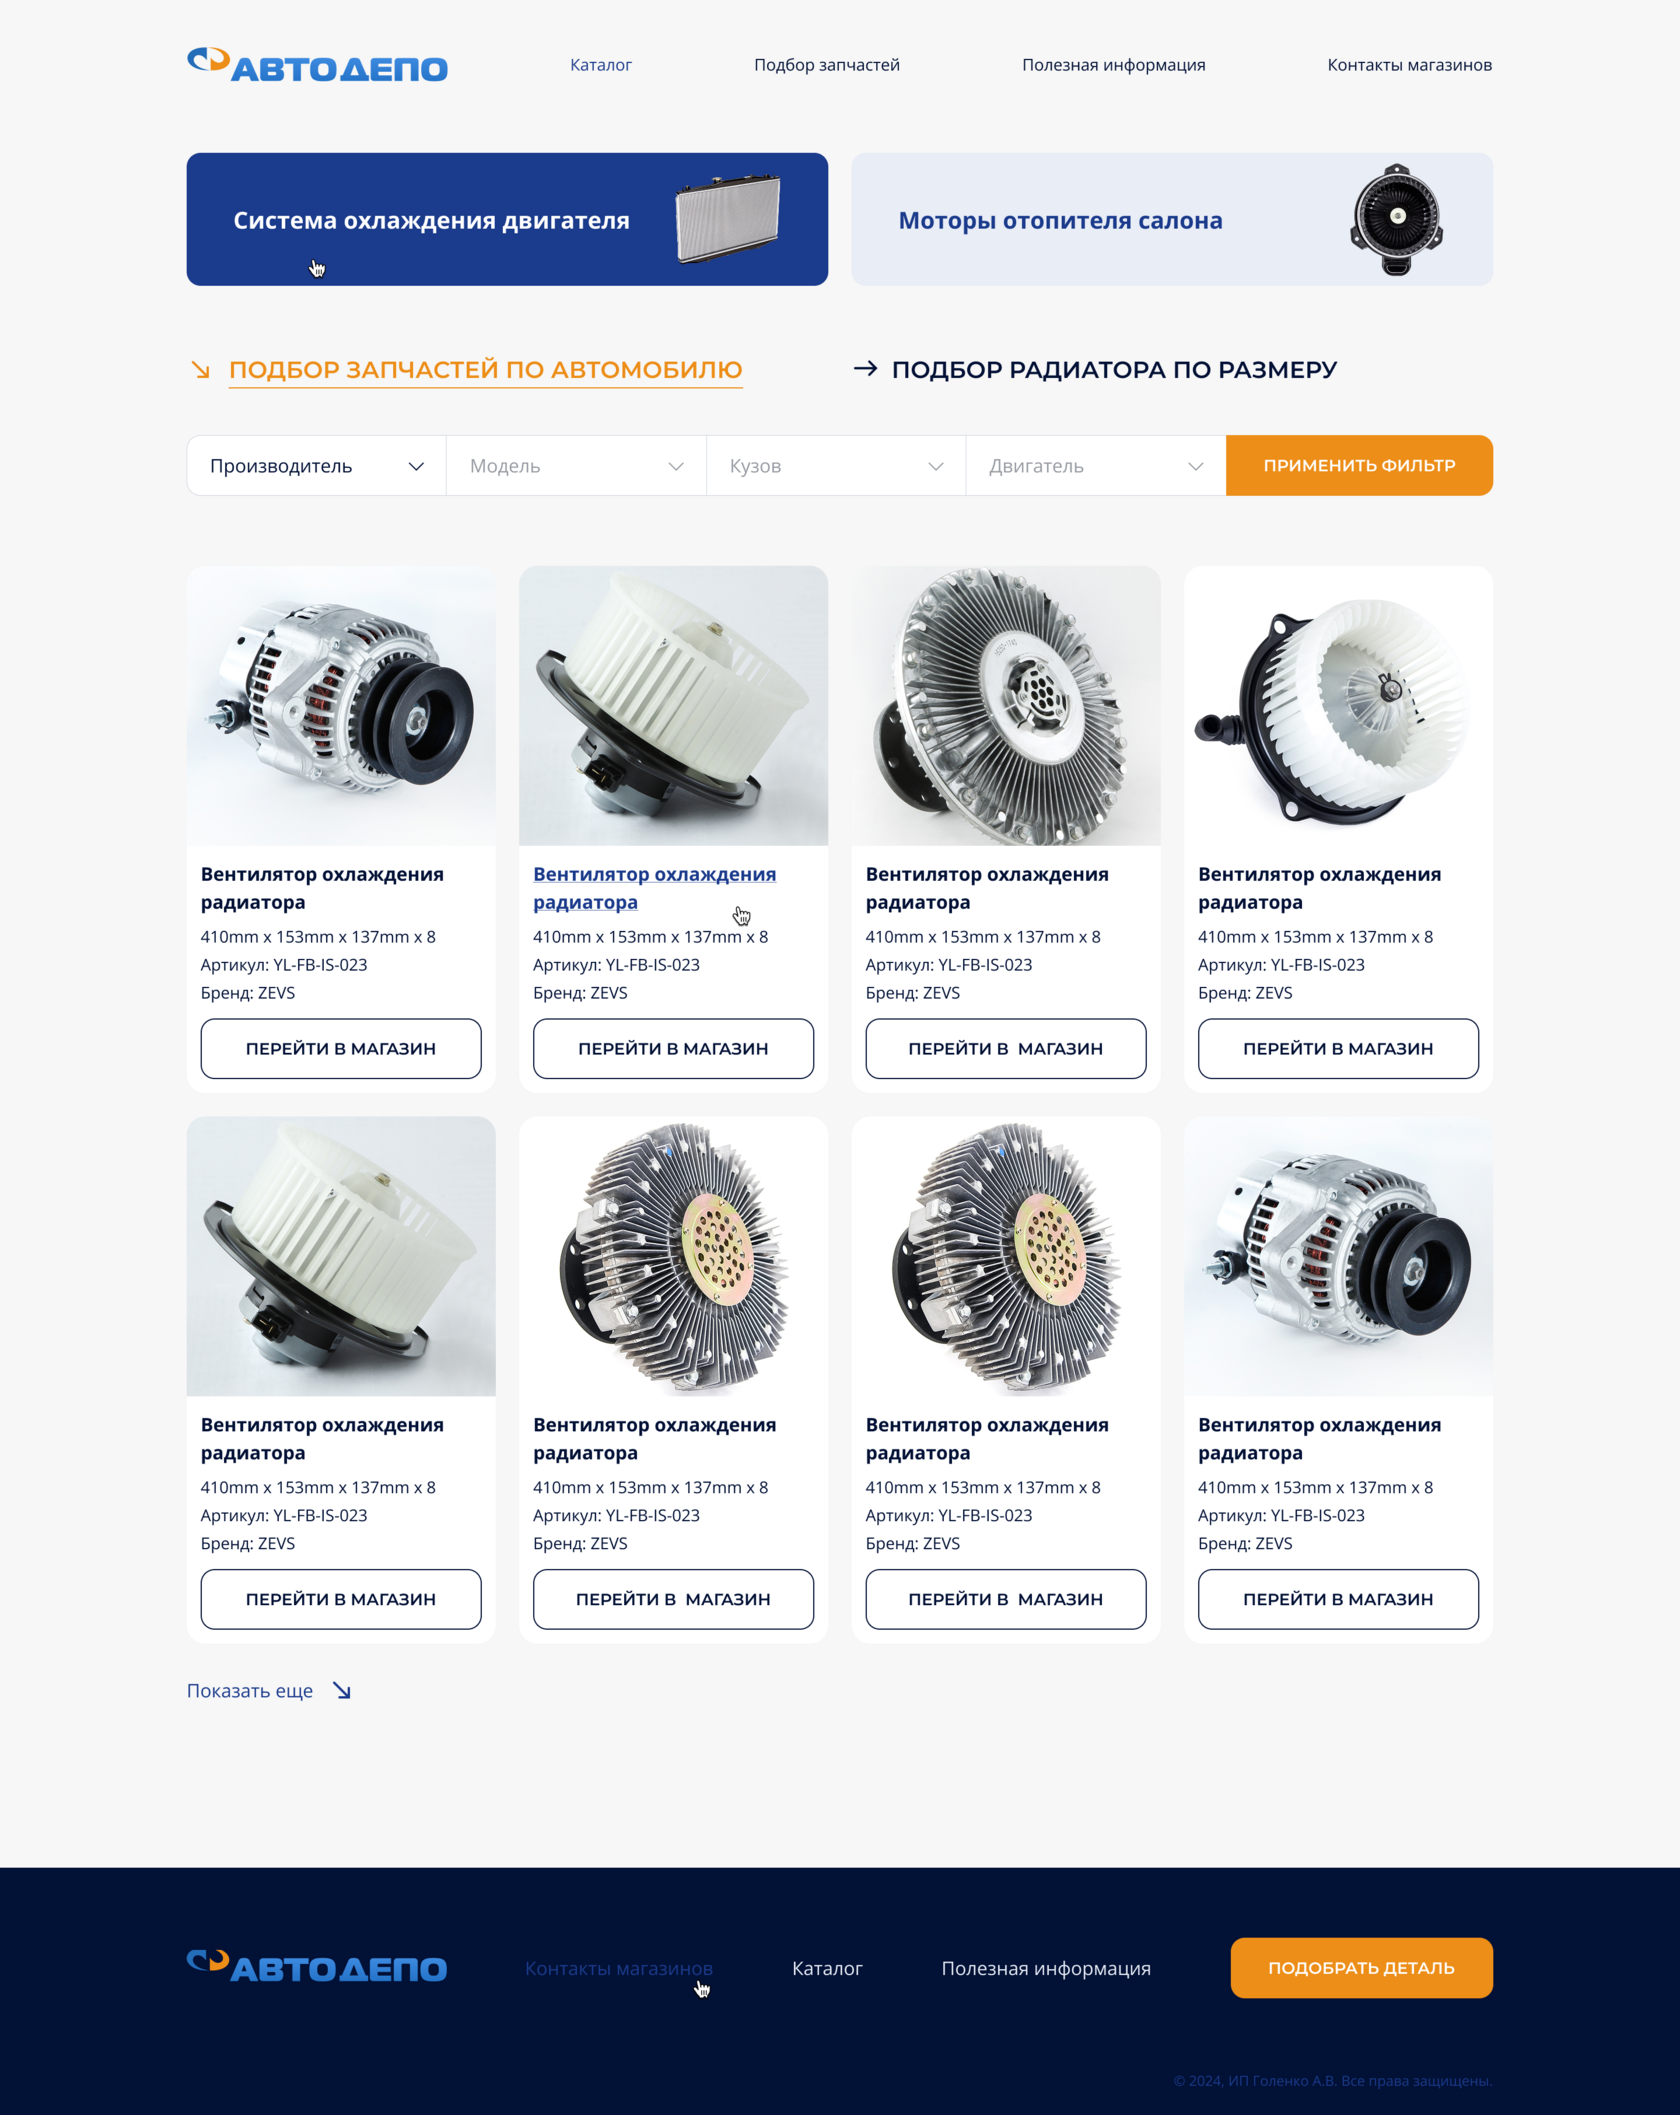 АВТОДЕПО
Каталог
Подбор запчастей
Полезная информация
Контакты магазинов
Система охлаждения двигателя
Моторы отопителя салона
ПОДБОР ЗАПЧАСТЕЙ ПО АВТОМОБИЛЮ
ПОДБОР РАДИАТОРА ПО РАЗМЕРУ
Производитель
Модель
Кузов
Двигатель
ПРИМЕНИТЬ ФИЛЬТР
Вентилятор охлаждения
радиатора
410mm x 153mm x 137mm x 8
Артикул: YL-FB-IS-023
Бренд: ZEVS
ПЕРЕЙТИ В МАГАЗИН
Вентилятор охлаждения
радиатора
410mm x 153mm x 137mm x 8
Артикул: YL-FB-IS-023
Бренд: ZEVS
ПЕРЕЙТИ В МАГАЗИН
Вентилятор охлаждения
радиатора
410mm x 153mm x 137mm x 8
Артикул: YL-FB-IS-023
Бренд: ZEVS
ПЕРЕЙТИ В  МАГАЗИН
Вентилятор охлаждения
радиатора
410mm x 153mm x 137mm x 8
Артикул: YL-FB-IS-023
Бренд: ZEVS
ПЕРЕЙТИ В МАГАЗИН
Вентилятор охлаждения
радиатора
410mm x 153mm x 137mm x 8
Артикул: YL-FB-IS-023
Бренд: ZEVS
ПЕРЕЙТИ В МАГАЗИН
Вентилятор охлаждения
радиатора
410mm x 153mm x 137mm x 8
Артикул: YL-FB-IS-023
Бренд: ZEVS
ПЕРЕЙТИ В  МАГАЗИН
Вентилятор охлаждения
радиатора
410mm x 153mm x 137mm x 8
Артикул: YL-FB-IS-023
Бренд: ZEVS
ПЕРЕЙТИ В  МАГАЗИН
Вентилятор охлаждения
радиатора
410mm x 153mm x 137mm x 8
Артикул: YL-FB-IS-023
Бренд: ZEVS
ПЕРЕЙТИ В МАГАЗИН
Показать еще
АВТОДЕПО
Контакты магазинов
Каталог
Полезная информация
ПОДОБРАТЬ ДЕТАЛЬ
© 2024, ИП Голенко А.В. Все права защищены.